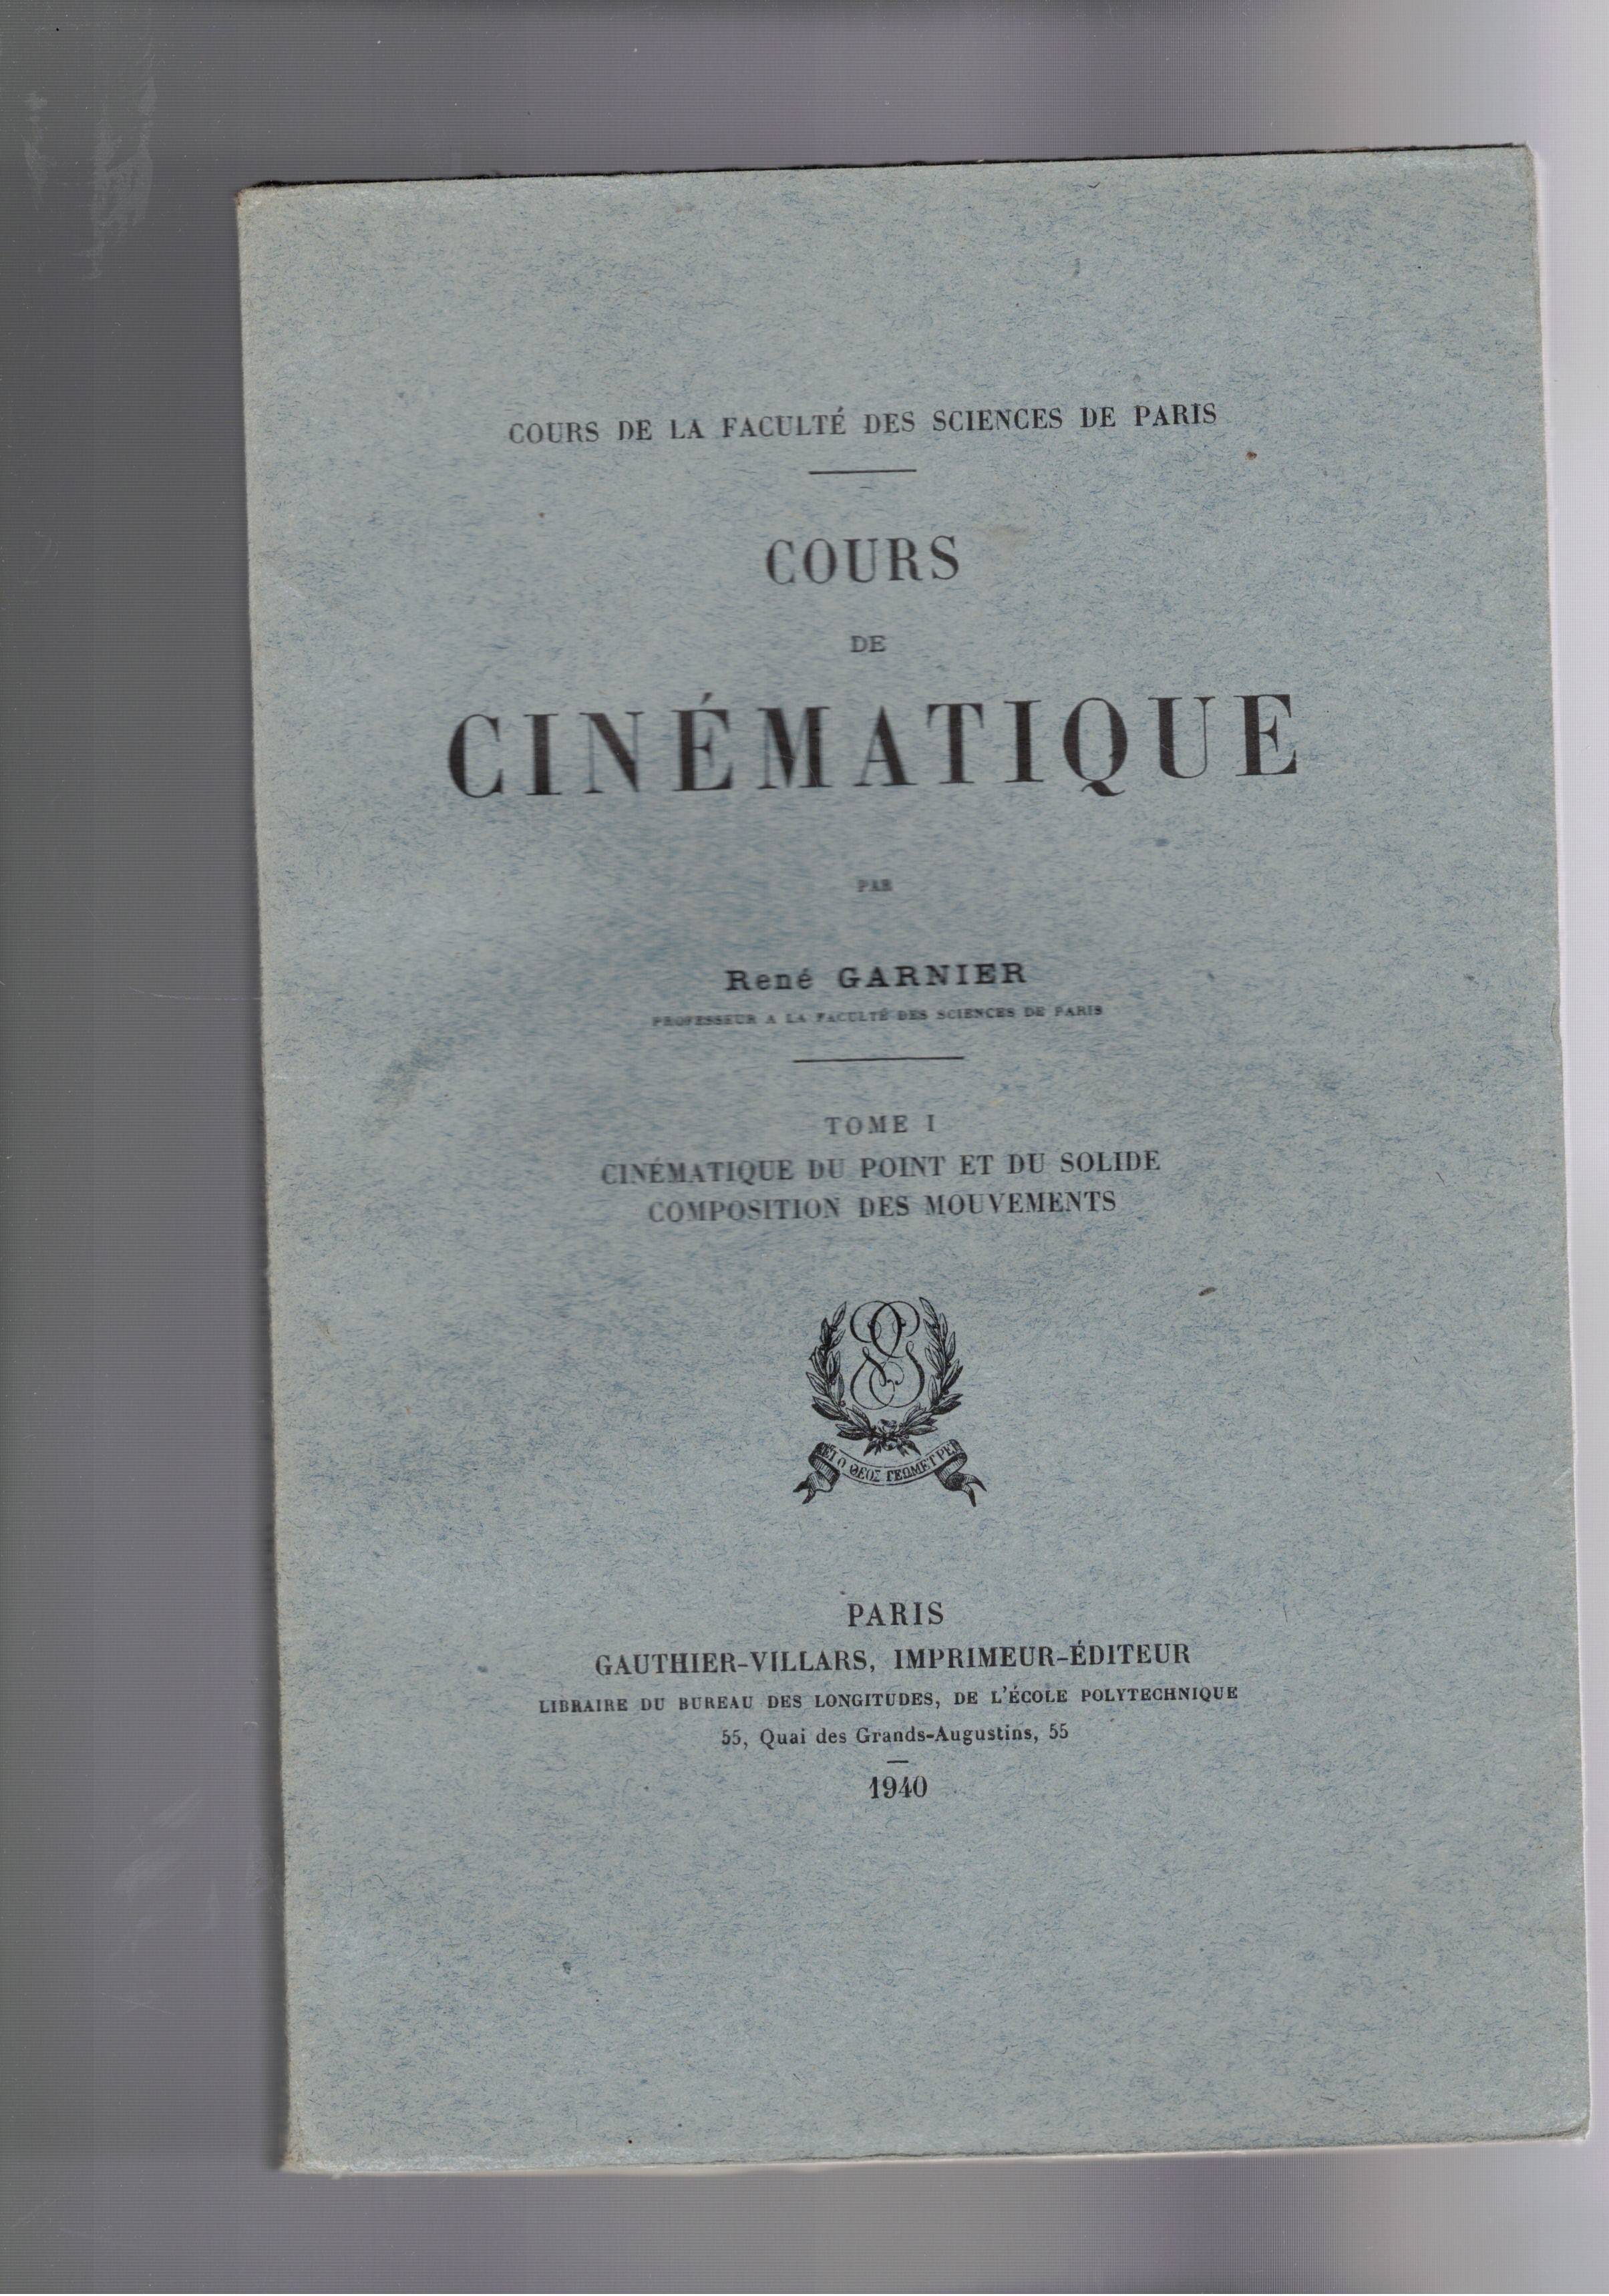 COURS DE LA FACULTÉ DES SCIENCES DE PARIS
COURS
DE
CINÉMATIQUE
PAR
René GARNIER
PROFESSEUR A LA FACULTÉ DES SCIENCES DE PARIS
TOME I
CINÉMATIQUE DU POINT ET DU SOLIDE
COMPOSITION DES MOUVEMENTS
ΘΕΟΣ ΓΕΩΜΕΤΡΕΙ
PARIS
GAUTHIER-VILLARS, IMPRIMEUR-ÉDITEUR
LIBRAIRE DU BUREAU DES LONGITUDES, DE L'ÉCOLE POLYTECHNIQUE
55, Quai des Grands-Augustins, 55
1940